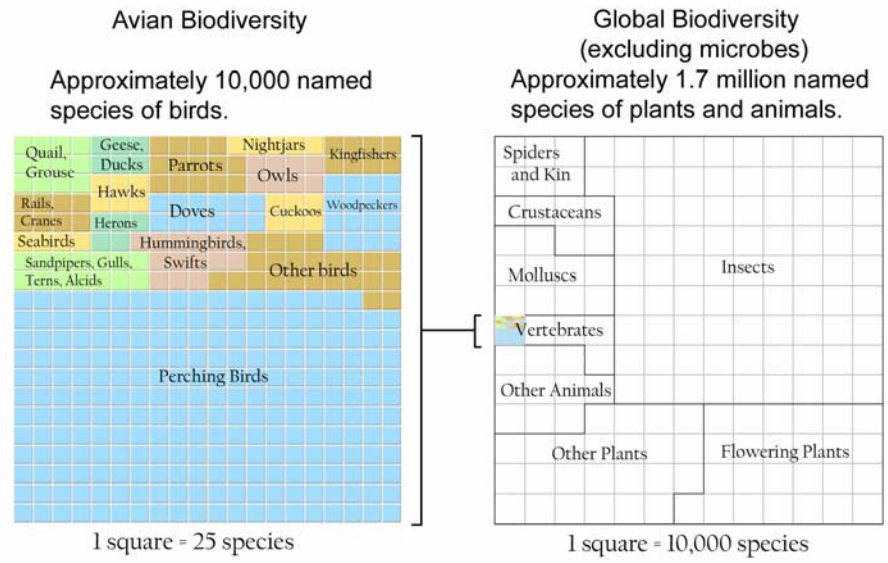 Avian Biodiversity
Approximately 10,000 named
species of birds.
Quail,
Grouse
Geese,
Ducks
Parrots
Nightjars
Kingfishers
Owls
Hawks
Rails,
Cranes
Doves
Cuckoos
Woodpeckers
Herons
Seabirds
Hummingbirds,
Swifts
Sandpipers, Gulls,
Terns, Alcids
Other birds
Perching Birds
1 square = 25 species
Global Biodiversity
(excluding microbes)
Approximately 1.7 million named
species of plants and animals.
Spiders
and Kin
Crustaceans
Molluscs
Insects
Vertebrates
Other Animals
Other Plants
Flowering Plants
1 square = 10,000 species